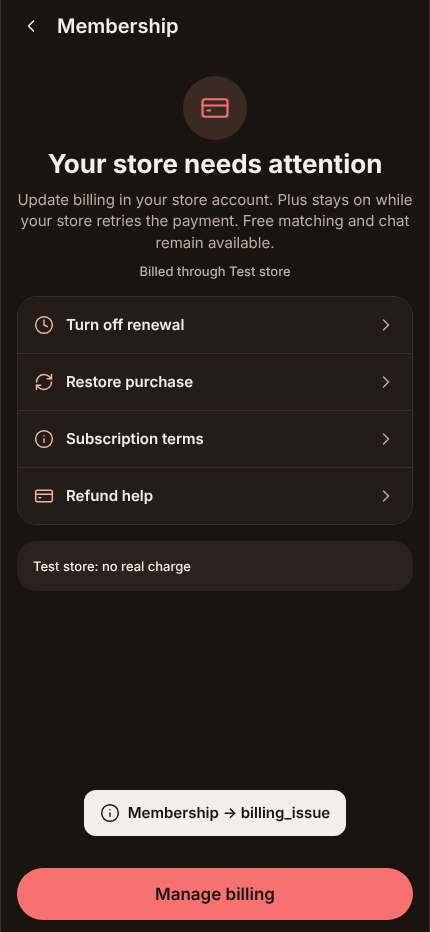 Membership
Your store needs attention
Update billing in your store account. Plus stays on while
your store retries the payment. Free matching and chat
remain available.
Billed through Test store
Turn off renewal
Restore purchase
Subscription terms
Refund help
Test store: no real charge
Membership → billing_issue
Manage billing